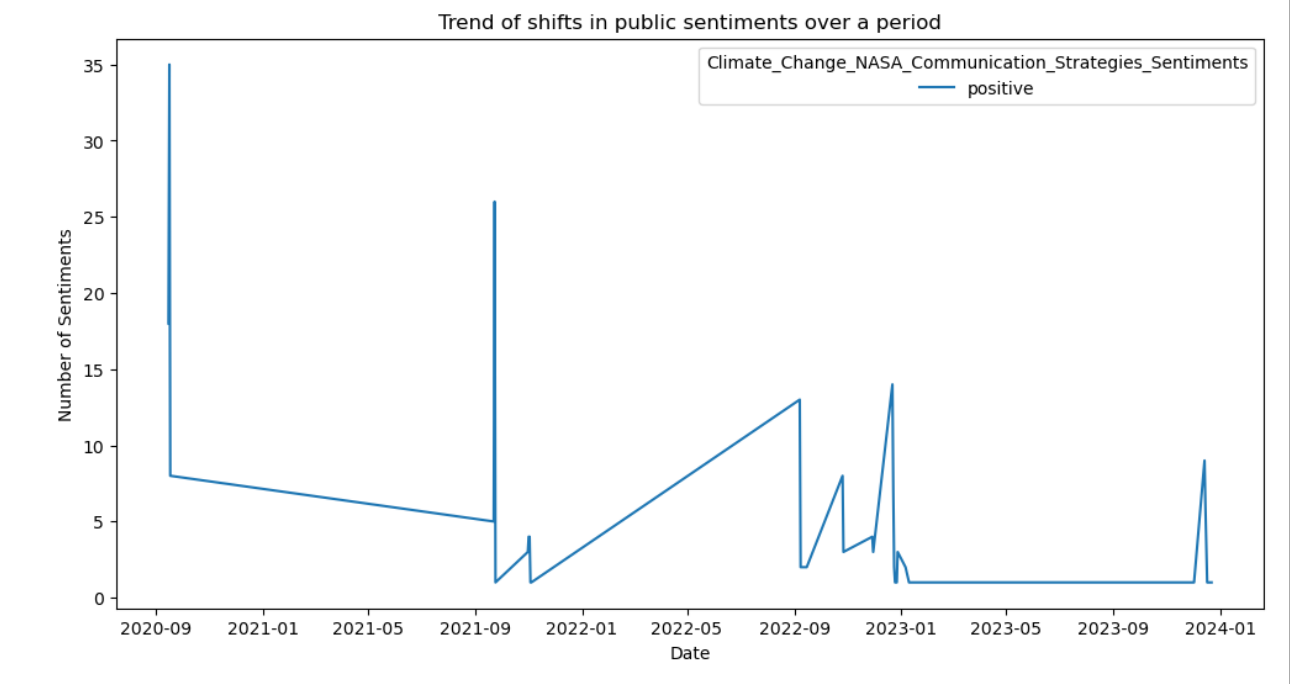 Trend of shifts in public sentiments over a period
Climate_Change_NASA_Communication_Strategies_Sentiments
positive
Number of Sentiments
35
30
25
20
15
10
5
0
2020-09 2021-01 2021-05 2021-09 2022-01 2022-05 2022-09 2023-01 2023-05 2023-09 2024-01
Date